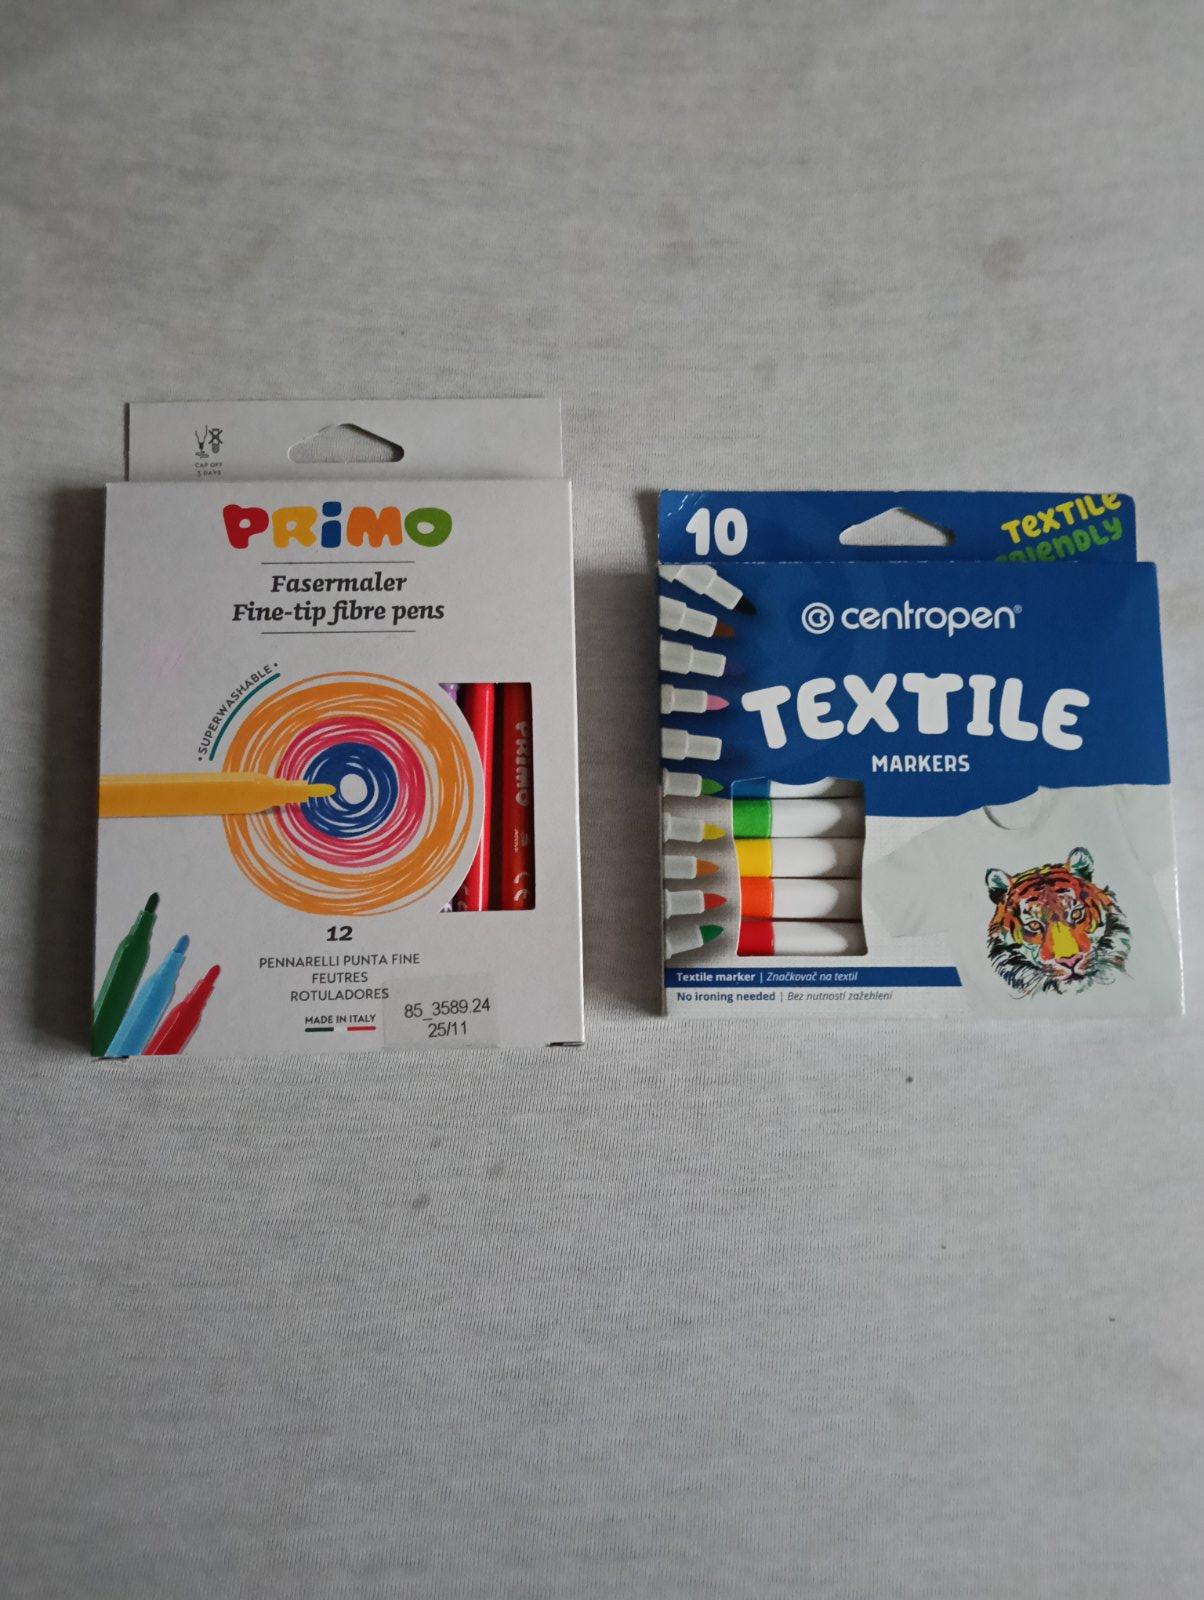 CAP OFF
3 DAYS
PRiMO
Fasermaler
Fine-tip fibre pens
• SUPERWASHABLE •
PRIMO
CE
12
PENNARELLI PUNTA FINE
FEUTRES
ROTULADORES
MADE IN ITALY
85_3589.24
25/11
10
TEXTILE
FRIENDLY
centropen®
TEXTILE
MARKERS
Textile marker | Značkovač na textil
No ironing needed | Bez nutnosti zažehlení